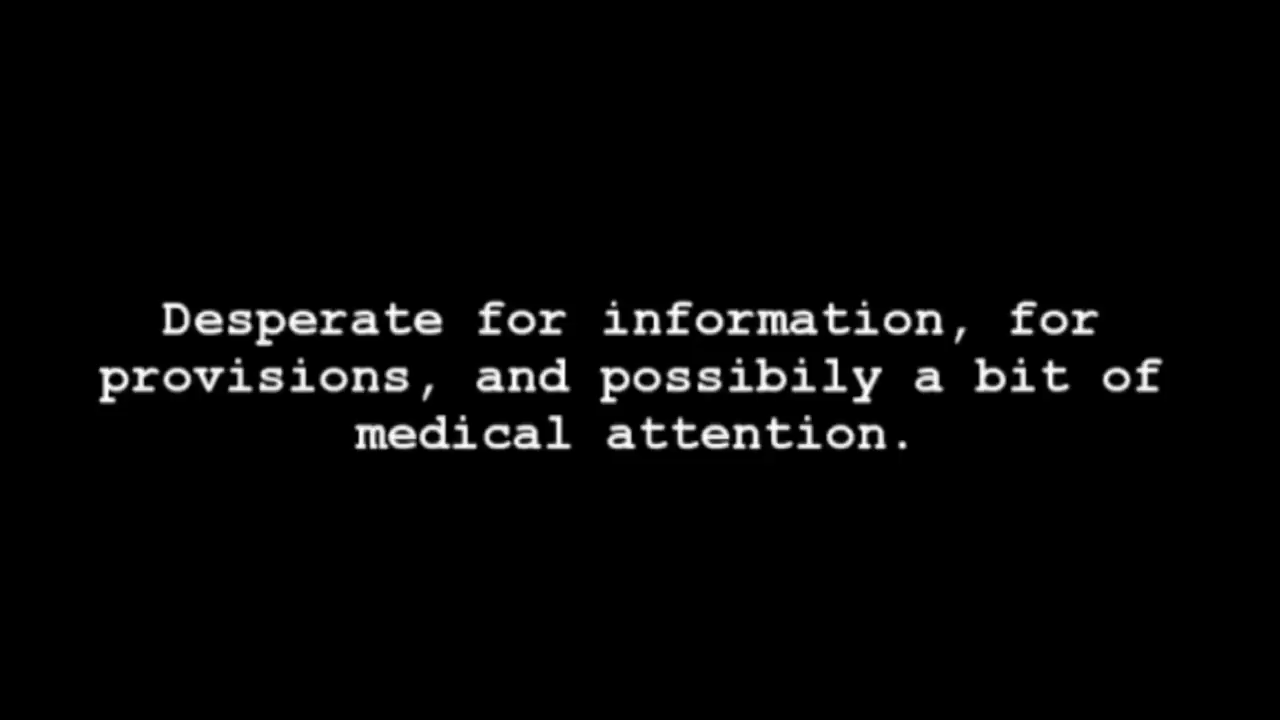 Desperate for information, for
provisions, and possibily a bit of
medical attention.